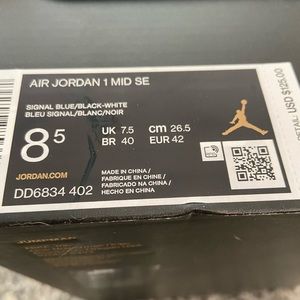 AIR JORDAN 1 MID SE
SIGNAL BLUE/BLACK-WHITE
BLEU SIGNAL/BLANC/NOIR
8 5
UK 7.5 cm 26.5
BR 40 EUR 42
JORDAN.COM
DD6834 402
MADE IN CHINA /
FABRIQUE EN CHINE /
FABRICADO NA CHINA /
HECHO EN CHINA
USD $125.00
JUMPMAN